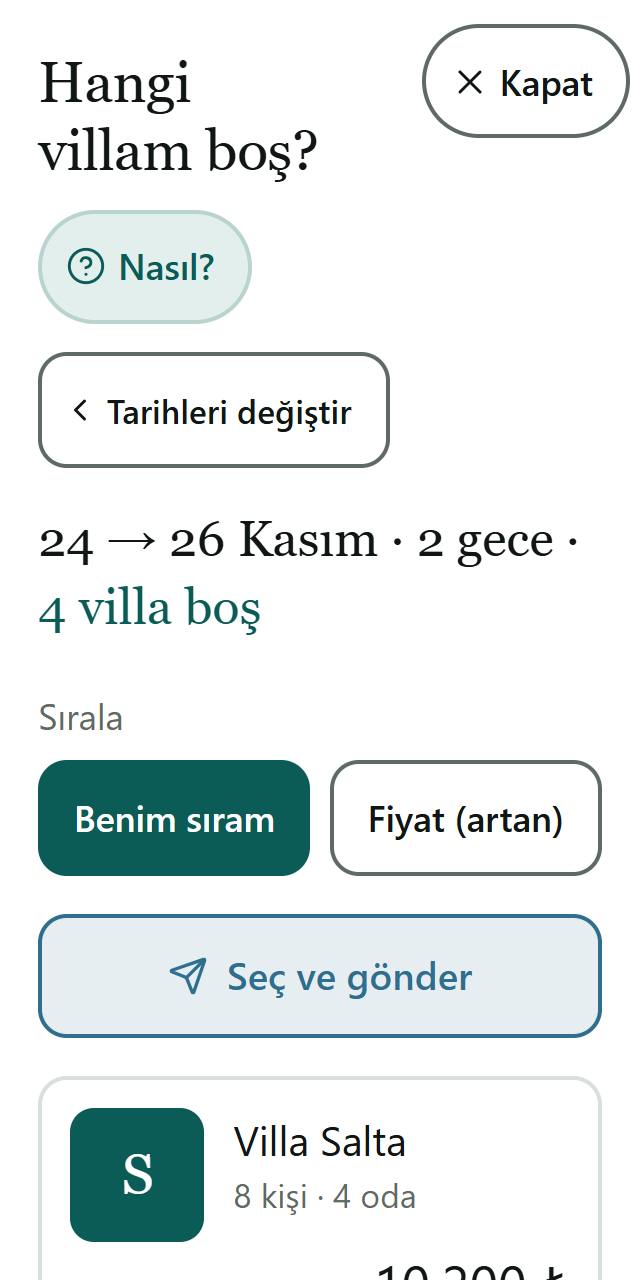 Hangi
villam boş?
Kapat
Nasıl?
Tarihleri değiştir
24 → 26 Kasım · 2 gece ·
4 villa boş
Sırala
Benim sıram
Fiyat (artan)
Seç ve gönder
S
Villa Salta
8 kişi · 4 oda